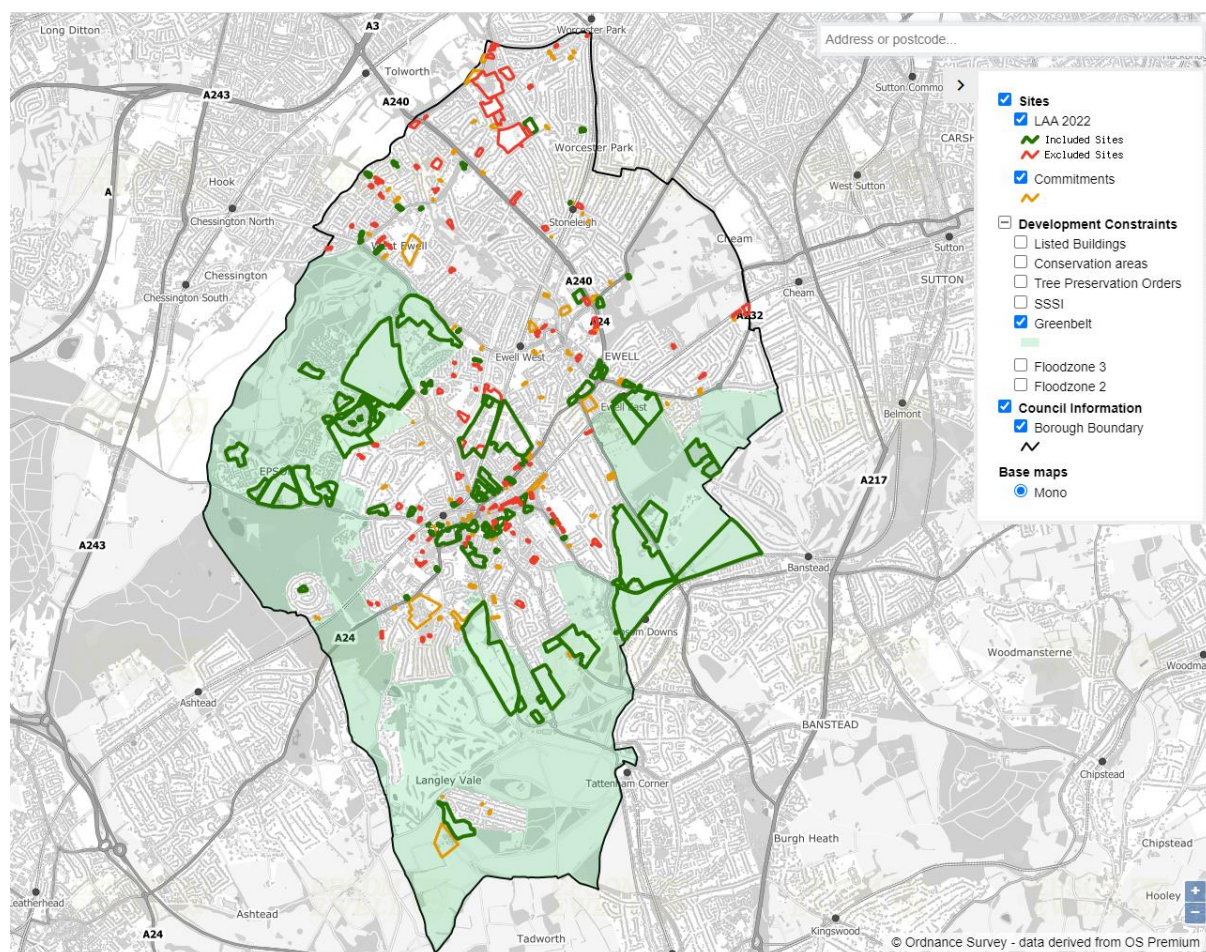 Long Ditton
A3
Worcester Park
Address or postcode...
Tolworth
A243
A240
Sutton Common
Hook
Worcester Park
CARSH
A
West Sutton
Chessington North
Stoneleigh
Cheam
Sutton
West Ewell
Chessington
SUTTON
Chessington South
A240
Cheam
A24
A232
Ewell West
EWELL
Ewell East
Belmont
EPSO
A217
A243
Banstead
Epsom Downs
A24
Woodmansterne
Woodma
Ashtead
BANSTEAD
Chipstead
Langley Vale
Tattenham Corner
Burgh Heath
Chipstead
Leatherhead
Ashtead
Hooley
A24
Tadworth
Kingswood
Sites
LAA 2022
Included Sites
Excluded Sites
Commitments
Development Constraints
Listed Buildings
Conservation areas
Tree Preservation Orders
SSSI
Greenbelt
Floodzone 3
Floodzone 2
Council Information
Borough Boundary
Base maps
Mono
+
−
© Ordnance Survey - data derived from OS Premium